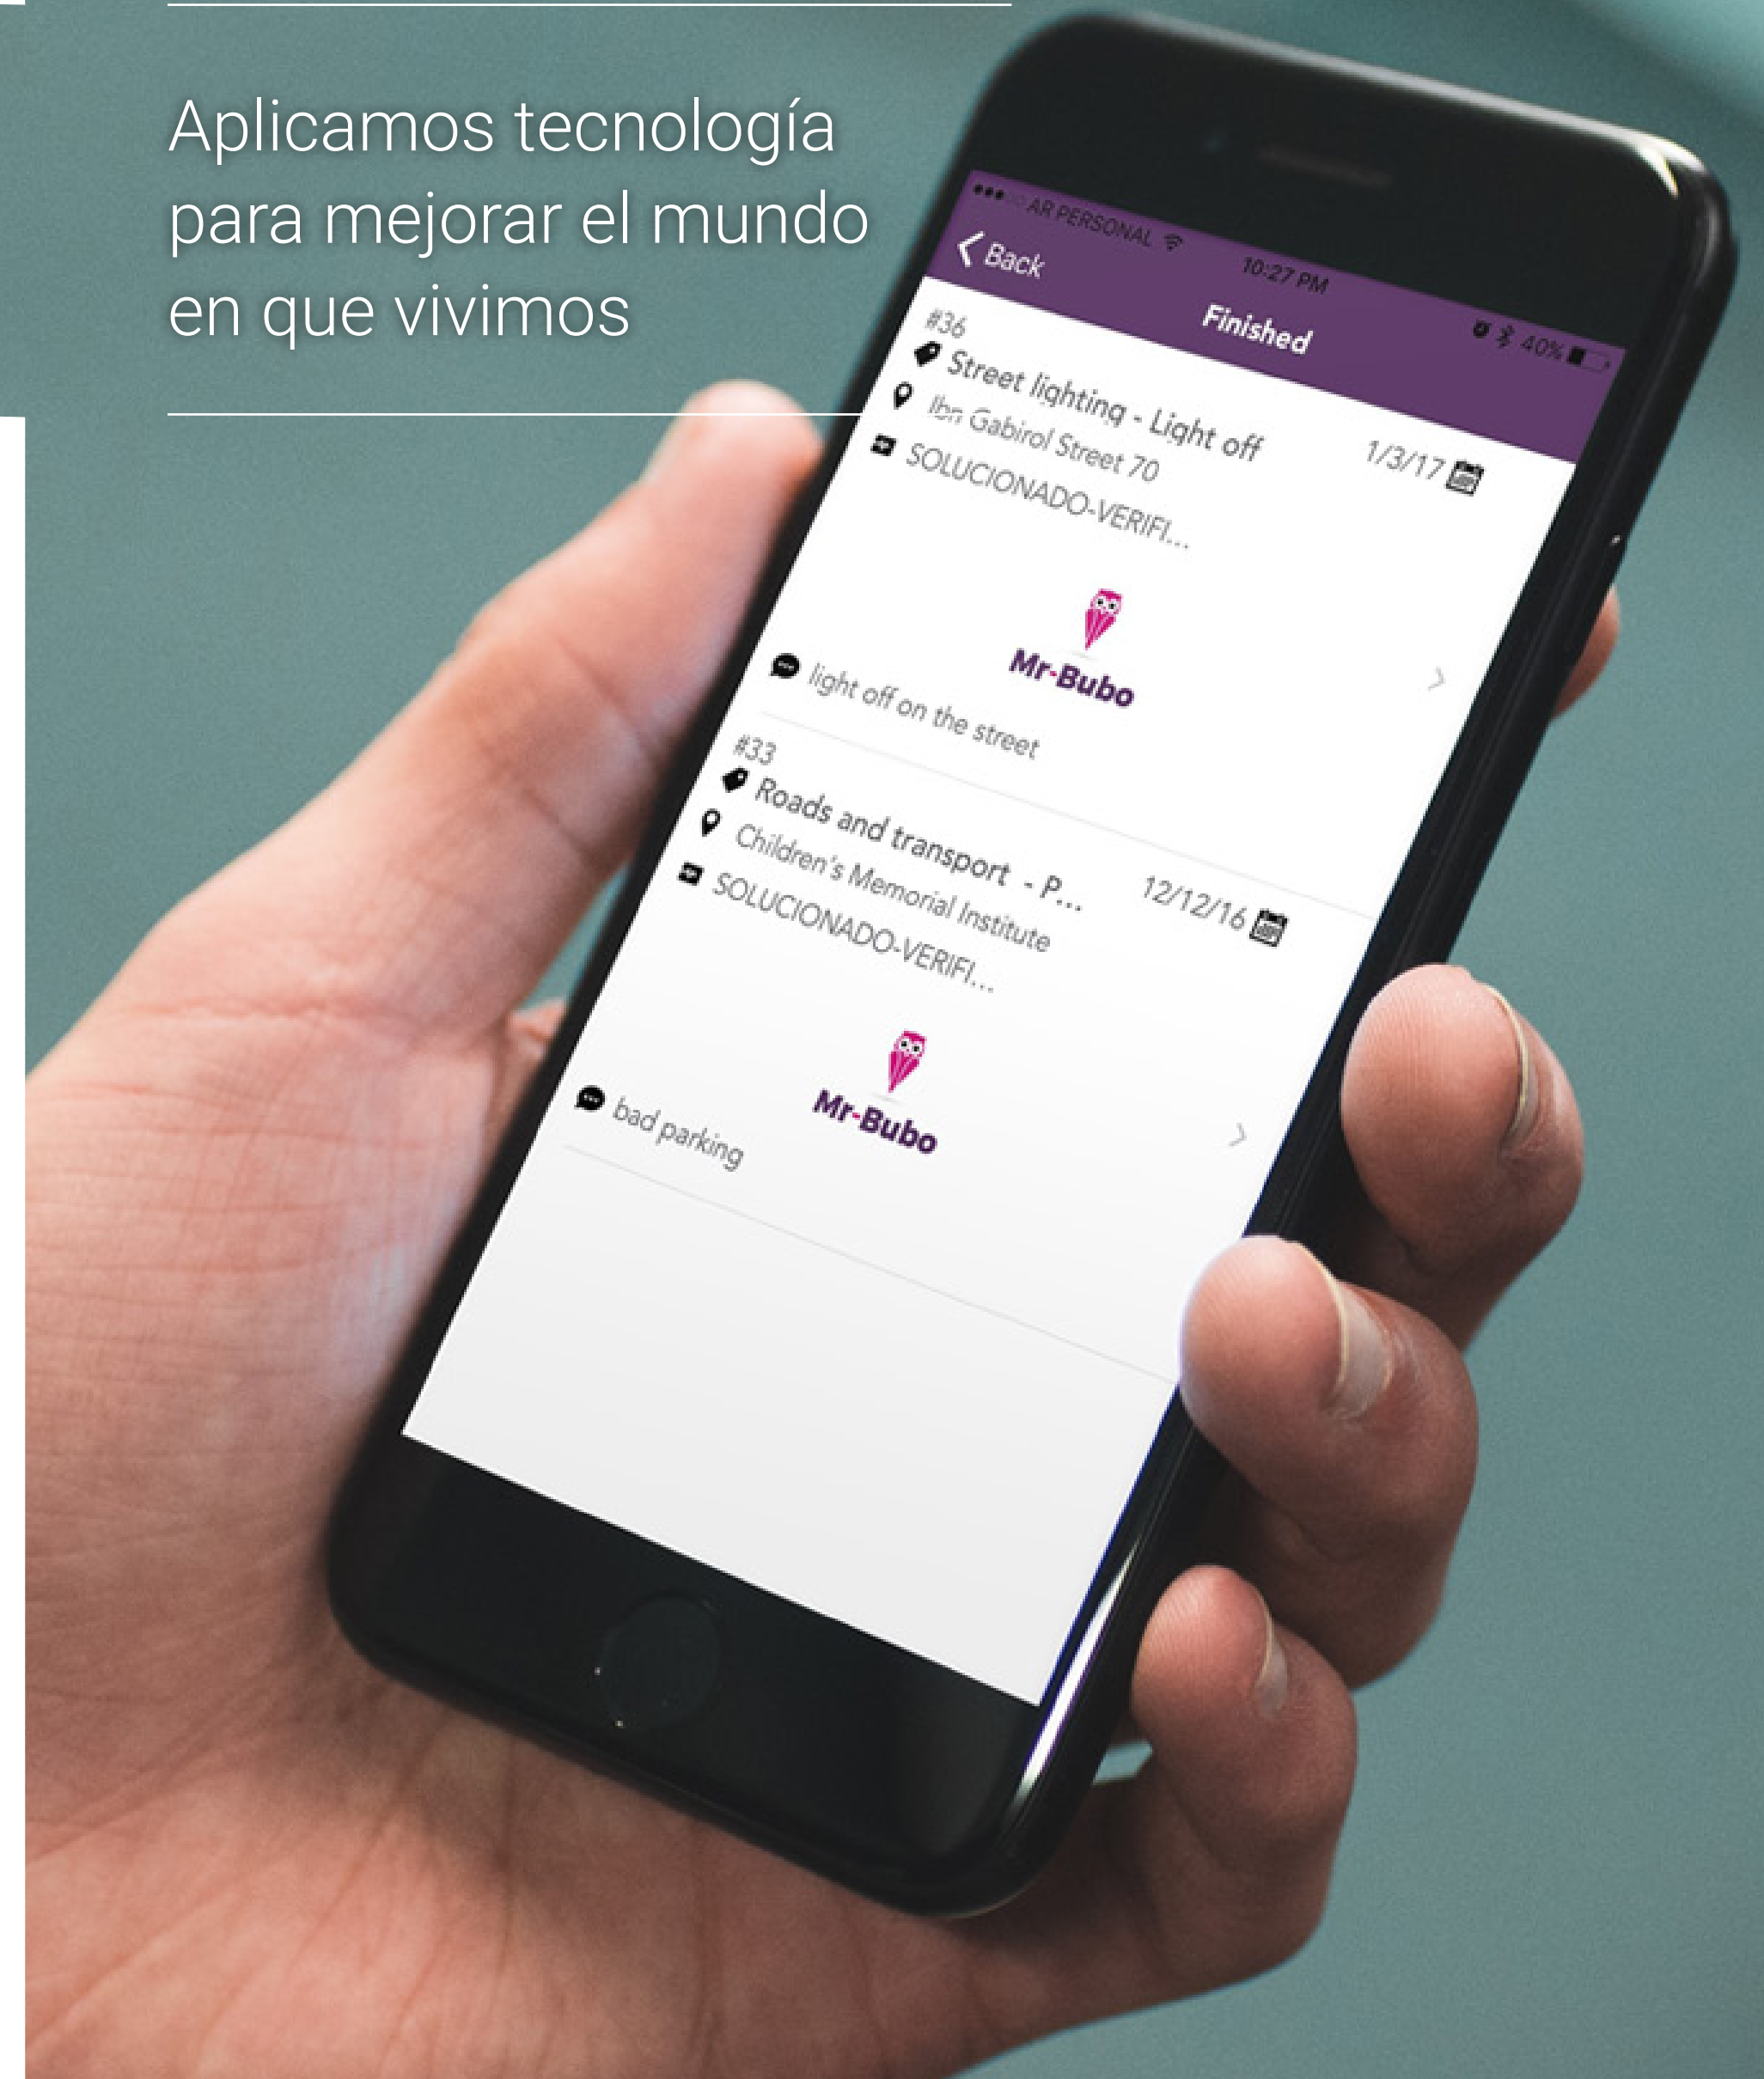 Aplicamos tecnología
para mejorar el mundo
en que vivimos
AR PERSONAL
10:27 PM
40%
Back
Finished
#36
Street lighting - Light off
1/3/17
Ibn Gabirol Street 70
SOLUCIONADO-VERIFI...
Mr-Bubo
light off on the street
#33
Roads and transport - P...
12/12/16
Children's Memorial Institute
SOLUCIONADO-VERIFI...
Mr-Bubo
bad parking